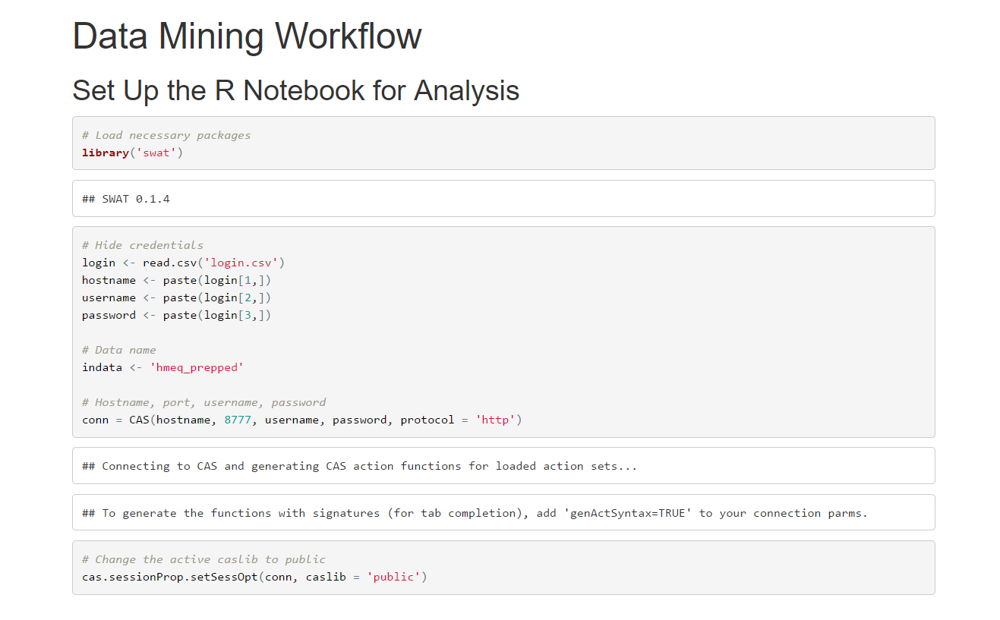 Data Mining Workflow
Set Up the R Notebook for Analysis
# Load necessary packages
library('swat')
## SWAT 0.1.4
# Hide credentials
login <- read.csv('login.csv')
hostname <- paste(login[1,])
username <- paste(login[2,])
password <- paste(login[3,])
# Data name
indata <- 'hmeq_prepped'
# Hostname, port, username, password
conn = CAS(hostname, 8777, username, password, protocol = 'http')
## Connecting to CAS and generating CAS action functions for loaded action sets...
## To generate the functions with signatures (for tab completion), add 'genActSyntax=TRUE' to your connection parms.
# Change the active caslib to public
cas.sessionProp.setSessOpt(conn, caslib = 'public')